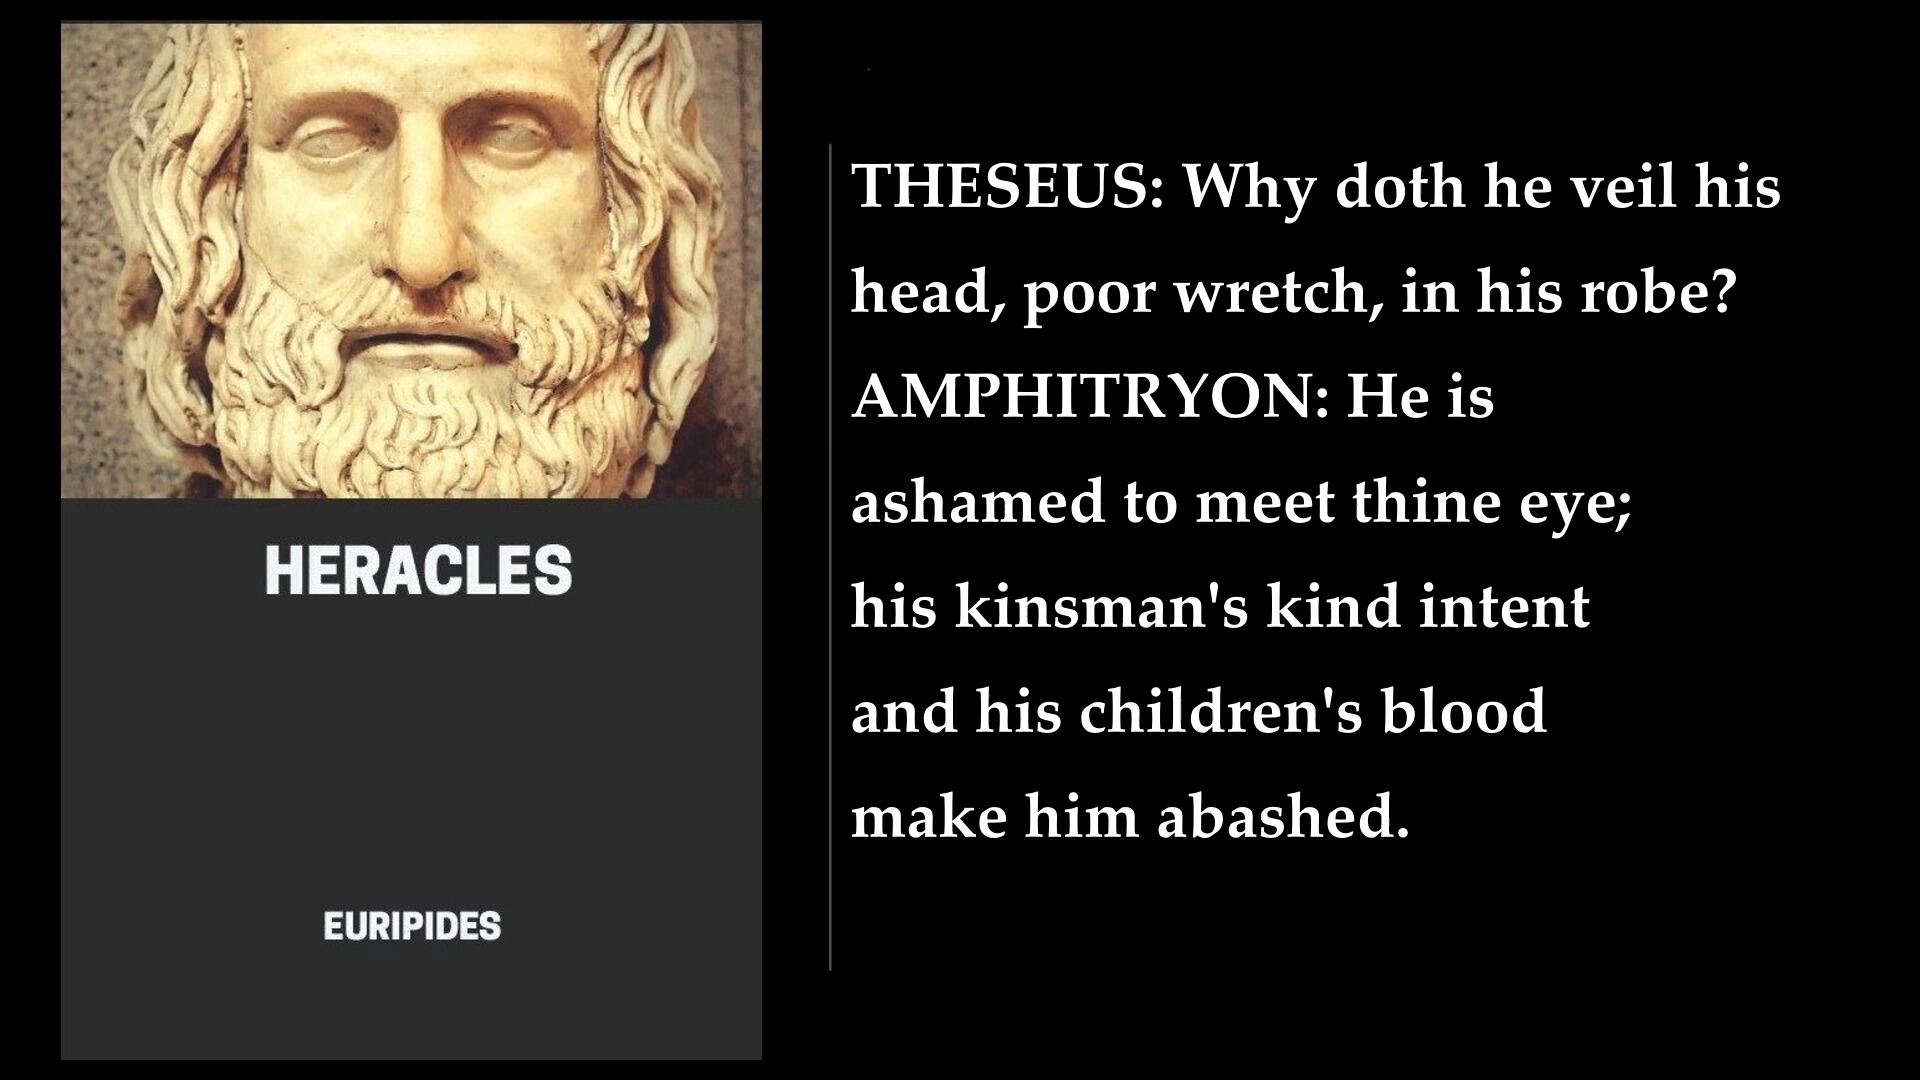 HERACLES
EURIPIDES
THESEUS: Why doth he veil his
head, poor wretch, in his robe?
AMPHITRYON: He is
ashamed to meet thine eye;
his kinsman's kind intent
and his children's blood
make him abashed.